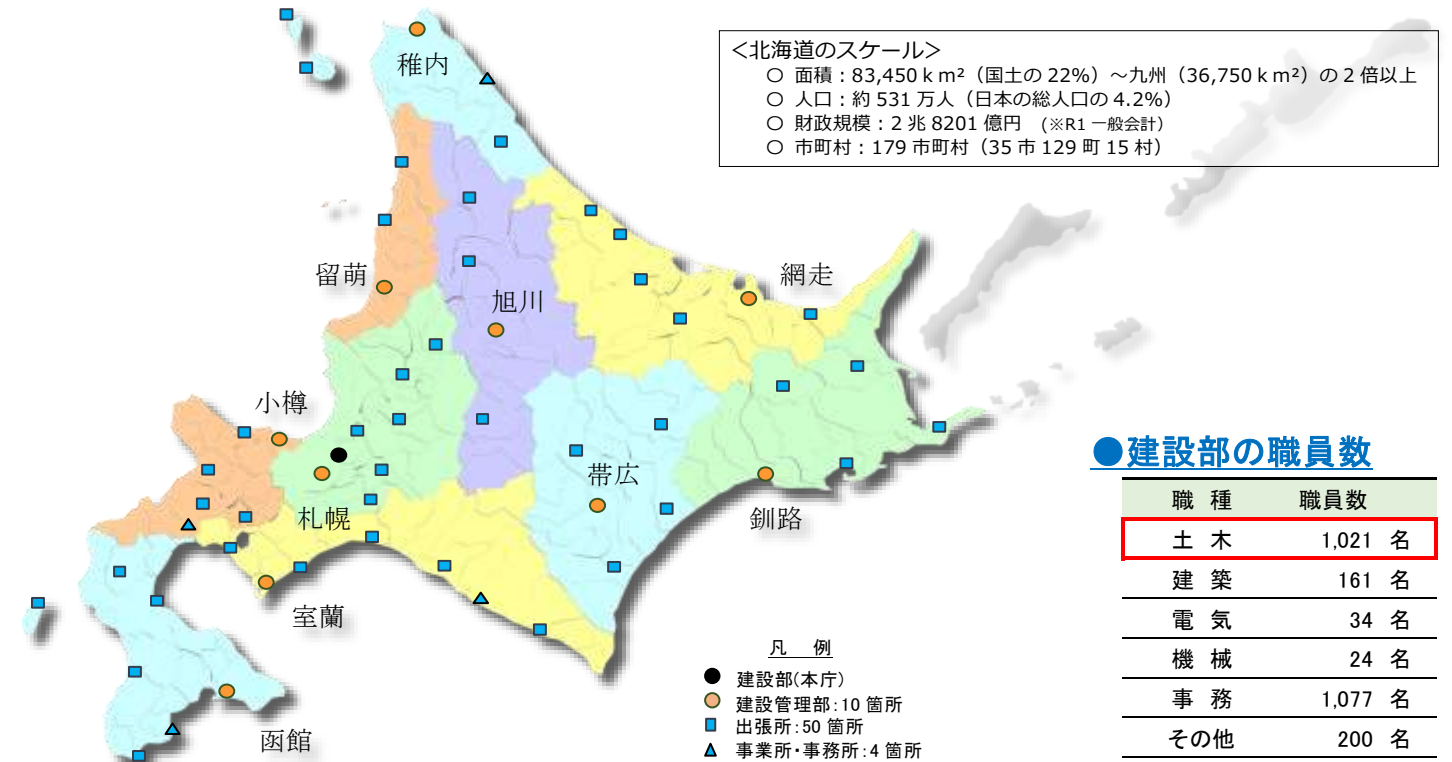 <北海道のスケール>
○ 面積：83,450ｋｍ²（国土の 22%）～九州（36,750ｋｍ²）の 2 倍以上
○ 人口：約 531 万人（日本の総人口の 4.2%）
○ 財政規模：2 兆 8201 億円 (※R1 一般会計)
○ 市町村：179 市町村（35 市 129 町 15 村）
稚内
留萌
旭川
網走
小樽
札幌
帯広
釧路
室蘭
函館
凡 例
建設部(本庁)
建設管理部：10 箇所
出張所：50 箇所
事業所・事務所：4 箇所
●建設部の職員数
職 種 職員数
土 木 1,021 名
建 築 161 名
電 気 34 名
機 械 24 名
事 務 1,077 名
その他 200 名